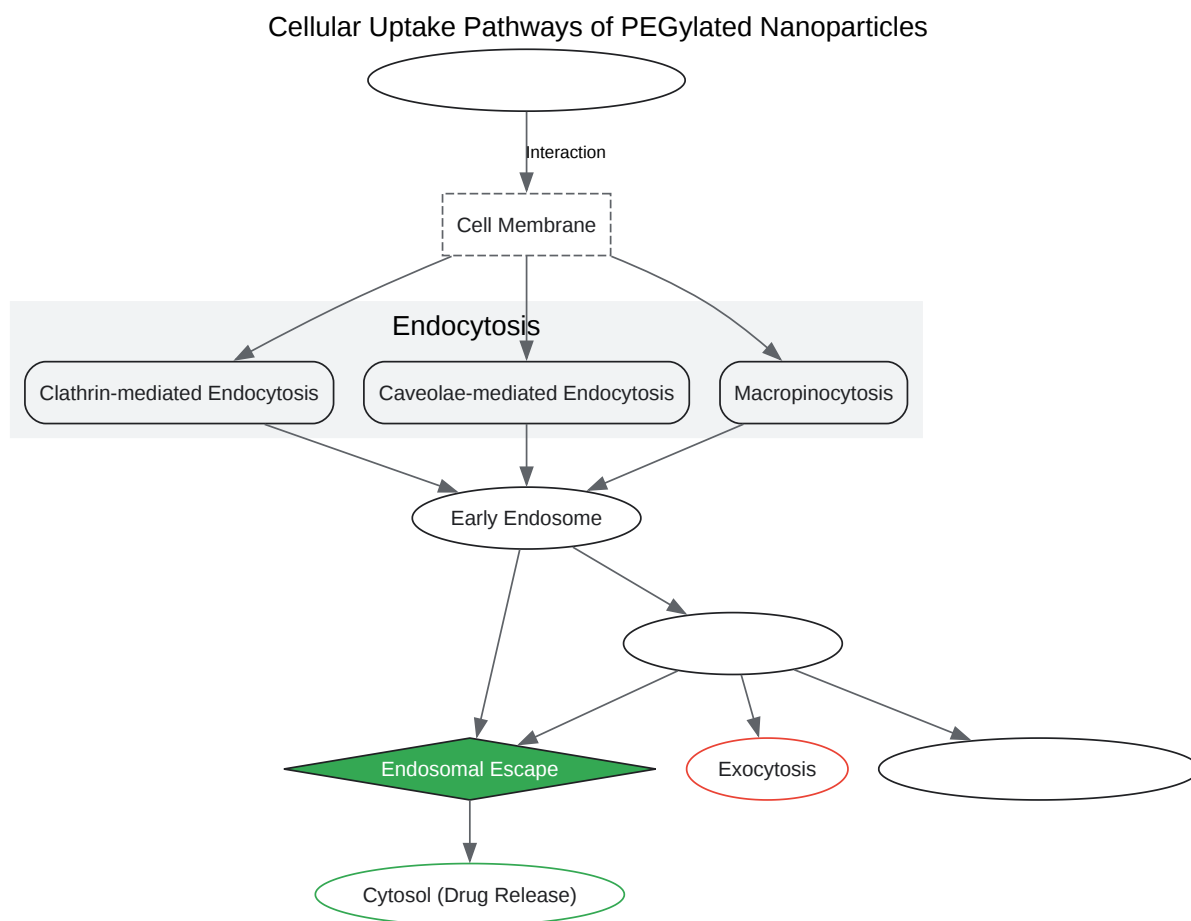 Cellular Uptake Pathways of PEGylated Nanoparticles
Interaction
Cell Membrane
Endocytosis
Clathrin-mediated Endocytosis
Caveolae-mediated Endocytosis
Macropinocytosis
Early Endosome
Endosomal Escape
Exocytosis
Cytosol (Drug Release)